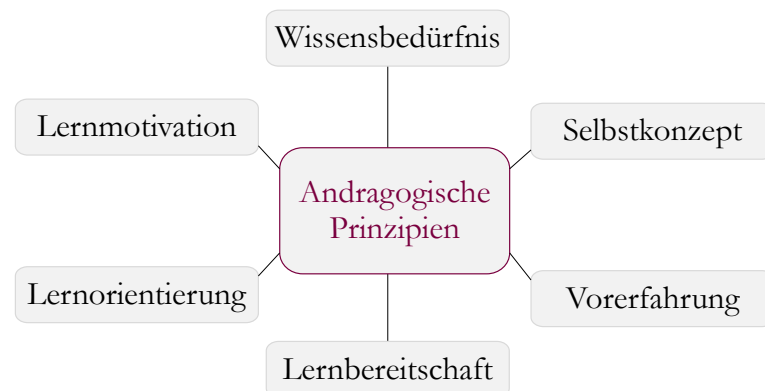 Wissensbedürfnis
Lernmotivation
Selbstkonzept
Andragogische
Prinzipien
Lernorientierung
Vorerfahrung
Lernbereitschaft